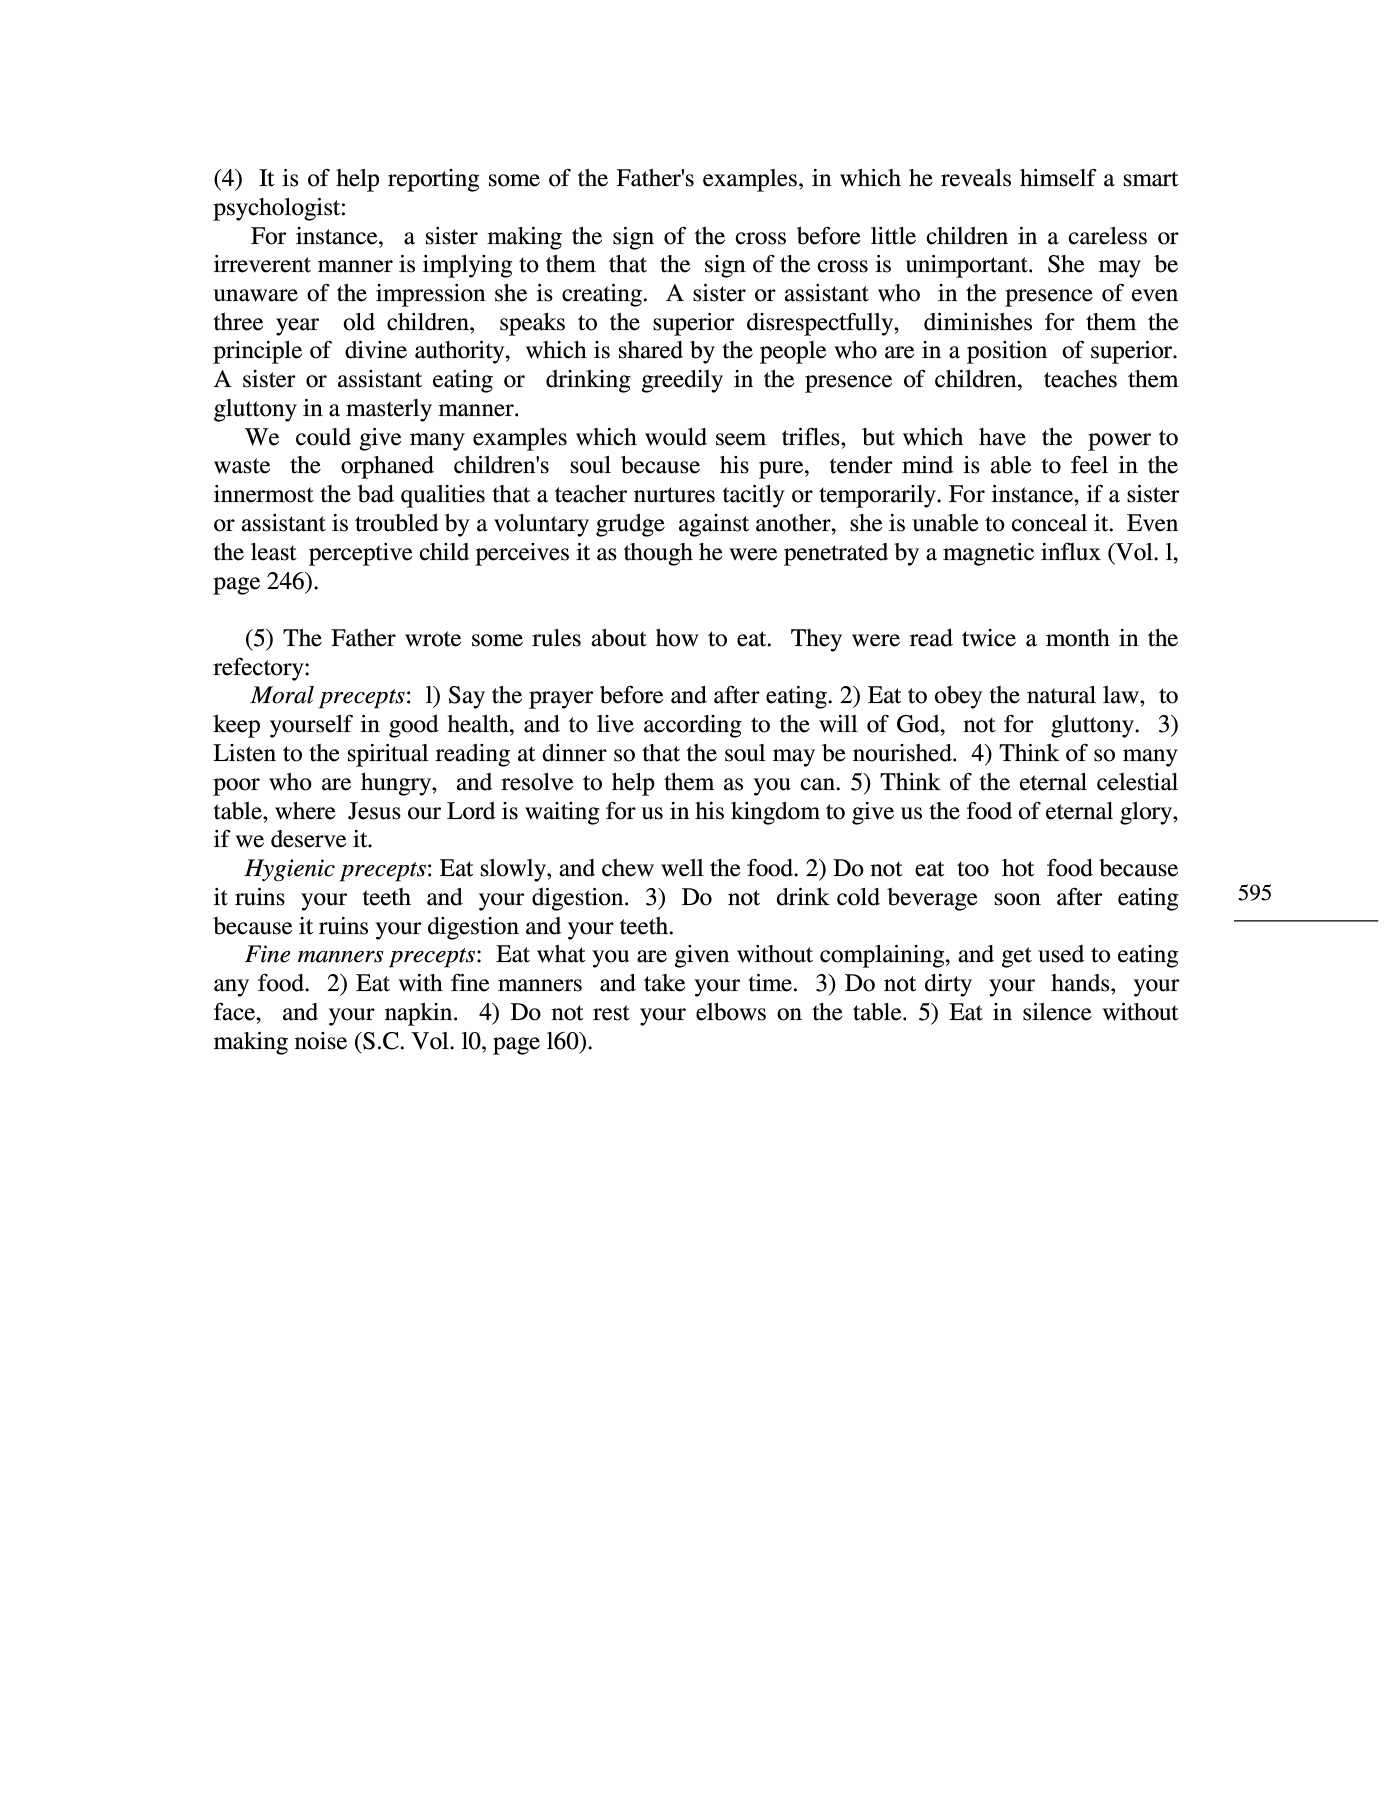 (4) It is of help reporting some of the Father's examples, in which he reveals himself a smart
psychologist:
For instance, a sister making the sign of the cross before little children in a careless or
irreverent manner is implying to them that the sign of the cross is unimportant. She may be
unaware of the impression she is creating. A sister or assistant who in the presence of even
three year old children, speaks to the superior disrespectfully, diminishes for them the
principle of divine authority, which is shared by the people who are in a position of superior.
A sister or assistant eating or drinking greedily in the presence of children, teaches them
gluttony in a masterly manner.
We could give many examples which would seem trifles, but which have the power to
waste the orphaned children's soul because his pure, tender mind is able to feel in the
innermost the bad qualities that a teacher nurtures tacitly or temporarily. For instance, if a sister
or assistant is troubled by a voluntary grudge against another, she is unable to conceal it. Even
the least perceptive child perceives it as though he were penetrated by a magnetic influx (Vol. l,
page 246).
(5) The Father wrote some rules about how to eat. They were read twice a month in the
refectory:
Moral precepts: l) Say the prayer before and after eating. 2) Eat to obey the natural law, to
keep yourself in good health, and to live according to the will of God, not for gluttony. 3)
Listen to the spiritual reading at dinner so that the soul may be nourished. 4) Think of so many
poor who are hungry, and resolve to help them as you can. 5) Think of the eternal celestial
table, where Jesus our Lord is waiting for us in his kingdom to give us the food of eternal glory,
if we deserve it.
Hygienic precepts: Eat slowly, and chew well the food. 2) Do not eat too hot food because
it ruins your teeth and your digestion. 3) Do not drink cold beverage soon after eating
because it ruins your digestion and your teeth.
Fine manners precepts: Eat what you are given without complaining, and get used to eating
any food. 2) Eat with fine manners and take your time. 3) Do not dirty your hands, your
face, and your napkin. 4) Do not rest your elbows on the table. 5) Eat in silence without
making noise (S.C. Vol. l0, page l60).
595